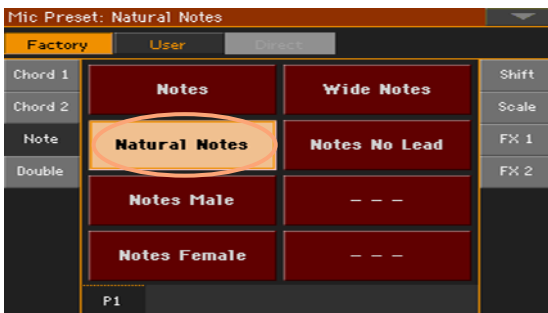 Mic Preset: Natural Notes
Factory User Direct
Chord 1
Chord 2
Note
Double
Notes
Wide Notes
Natural Notes
Notes No Lead
Notes Male
- - -
Notes Female
- - -
P1
Shift
Scale
FX 1
FX 2